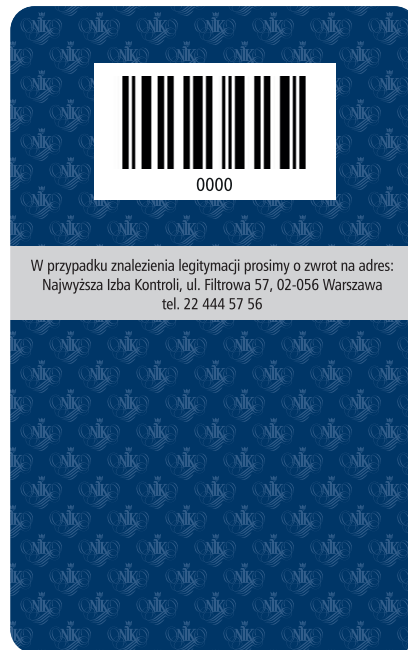 0000
W przypadku znalezienia legitymacji prosimy o zwrot na adres:
Najwyższa Izba Kontroli, ul. Filtrowa 57, 02-056 Warszawa
tel. 22 444 57 56